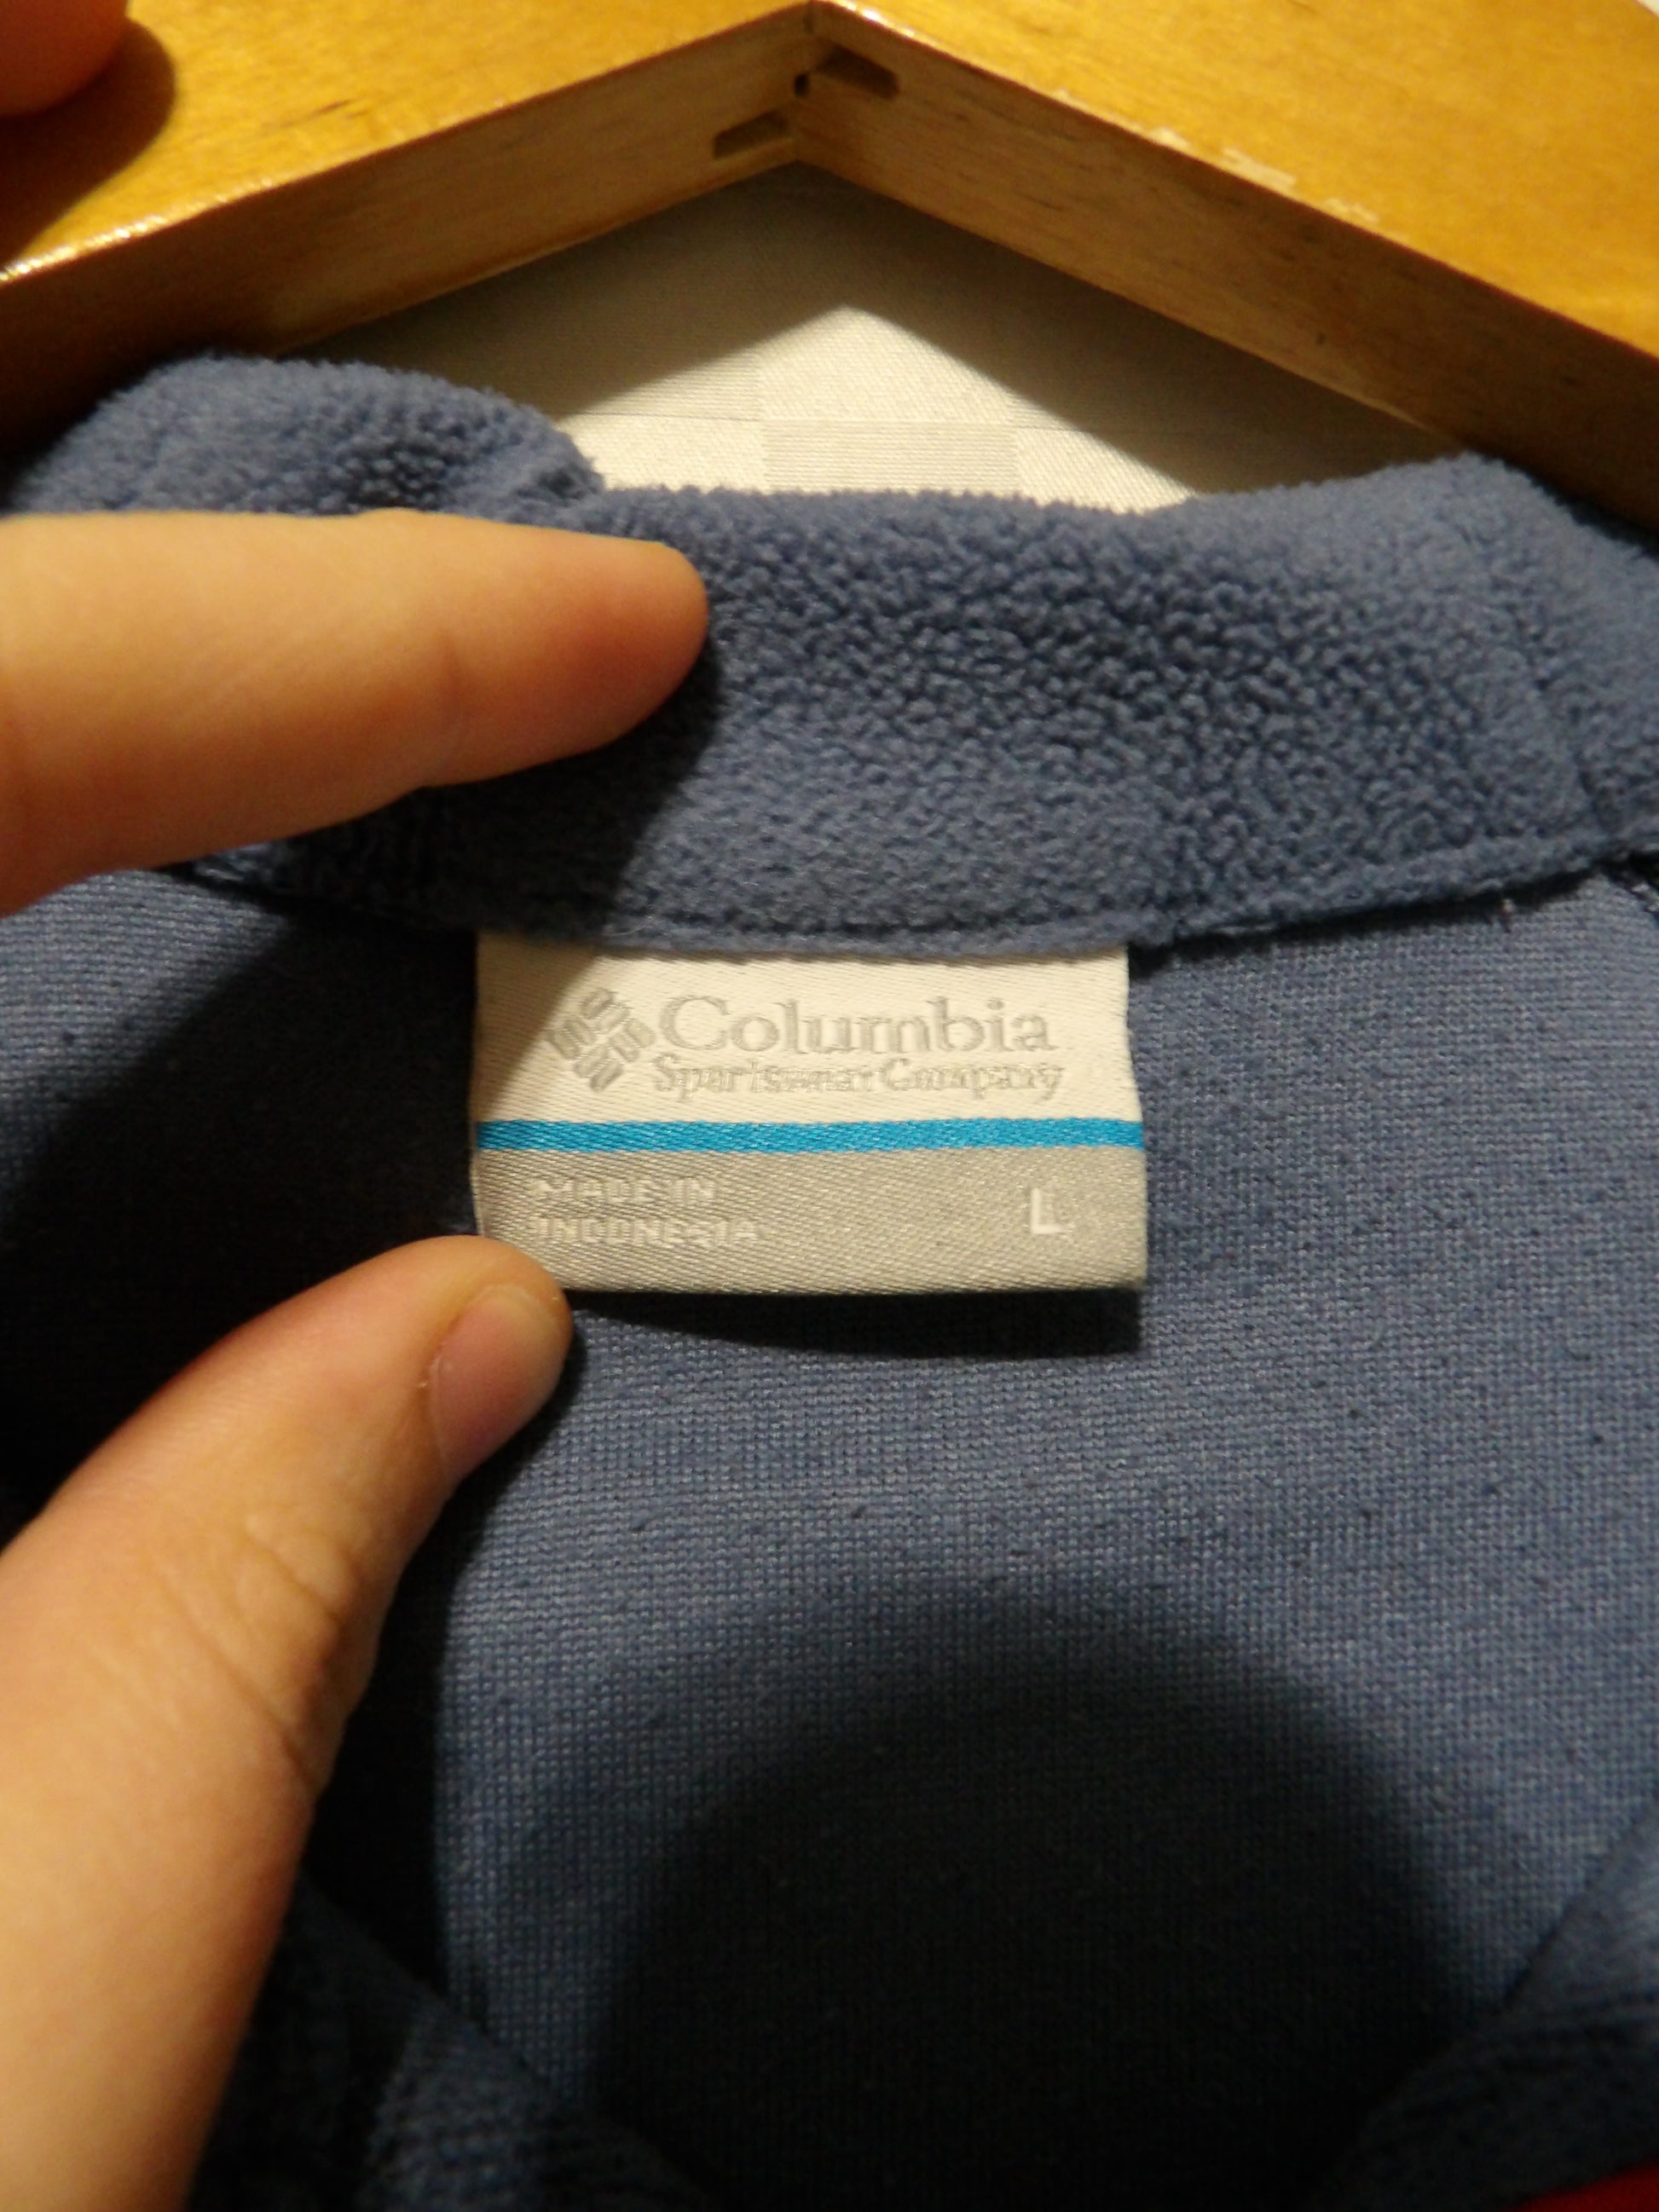 Columbia
Sportswear Company
MADE IN
INDONESIA
L